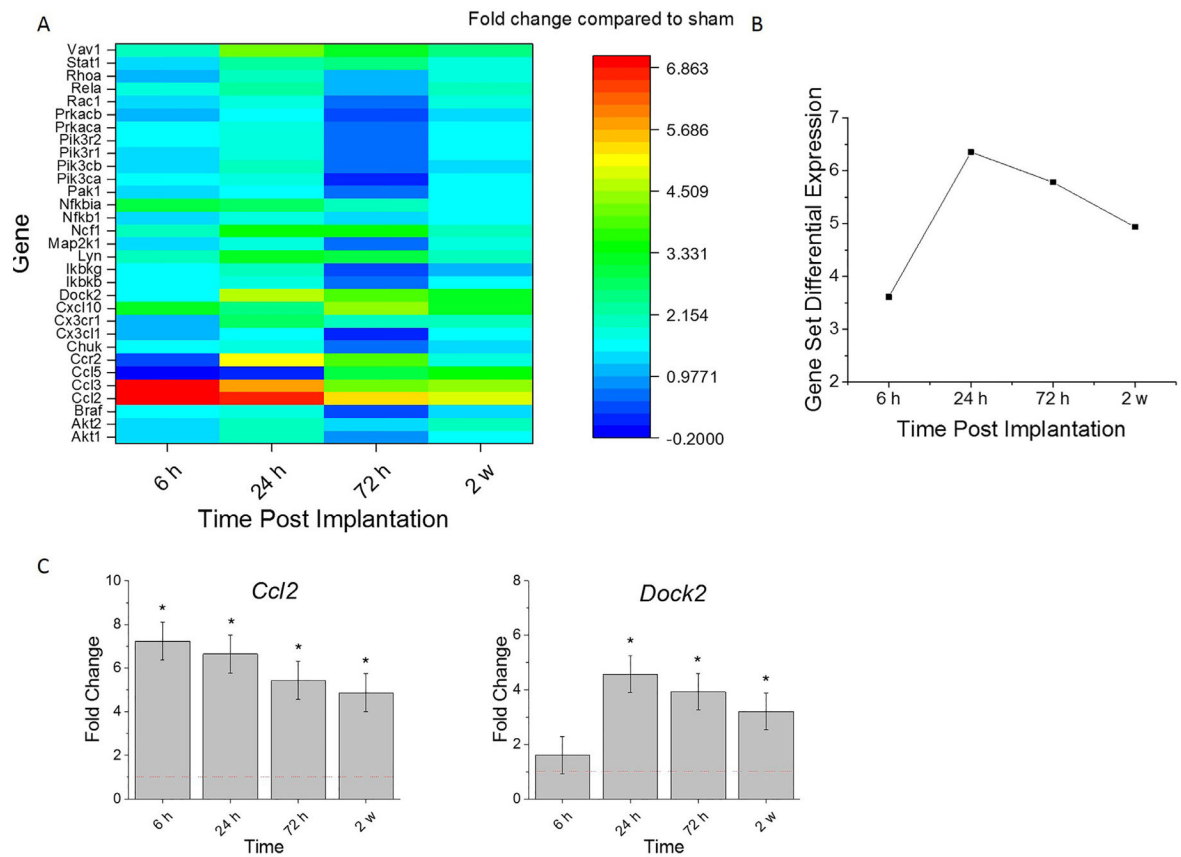 A
Fold change compared to sham
B
Vav1
Stat1
Rhoa
Rela
Rac1
Prkacb
Prkaca
Pik3r2
Pik3r1
Pik3cb
Pik3ca
Pak1
Nfkbia
Nfkb1
Ncf1
Map2k1
Lyn
Ikbkg
Ikbkb
Dock2
Cxcl10
Cx3cr1
Cx3cl1
Chuk
Ccr2
Ccl5
Ccl3
Ccl2
Braf
Akt2
Akt1
Gene
6 h
24 h
72 h
2 w
Time Post Implantation
6.863
5.686
4.509
3.331
2.154
0.9771
-0.2000
Gene Set Differential Expression
7
6
5
4
3
2
6 h
24 h
72 h
2 w
Time Post Implantation
C
Ccl2
Fold Change
10
8
6
4
2
0
* * * *
6 h
24 h
72 h
2 w
Time
Dock2
Fold Change
8
6
4
2
0
* * *
6 h
24 h
72 h
2 w
Time